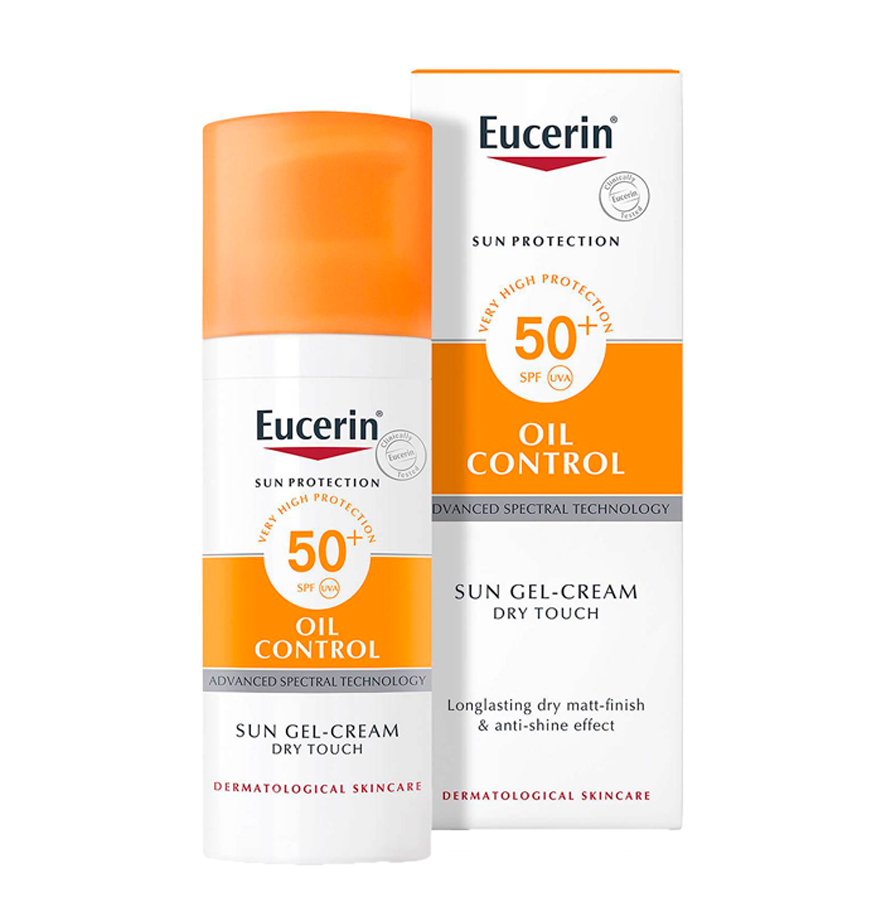 Eucerin®
Clinically
Eucerin
Tested
SUN PROTECTION
VERY HIGH PROTECTION
50+
SPF UVA
OIL
CONTROL
ADVANCED SPECTRAL TECHNOLOGY
SUN GEL-CREAM
DRY TOUCH
DERMATOLOGICAL SKINCARE
Eucerin®
Clinically
Eucerin
Tested
SUN PROTECTION
VERY HIGH PROTECTION
50+
SPF UVA
OIL
CONTROL
DVANCED SPECTRAL TECHNOLOGY
SUN GEL-CREAM
DRY TOUCH
Longlasting dry matt-finish
& anti-shine effect
DERMATOLOGICAL SKINCARE